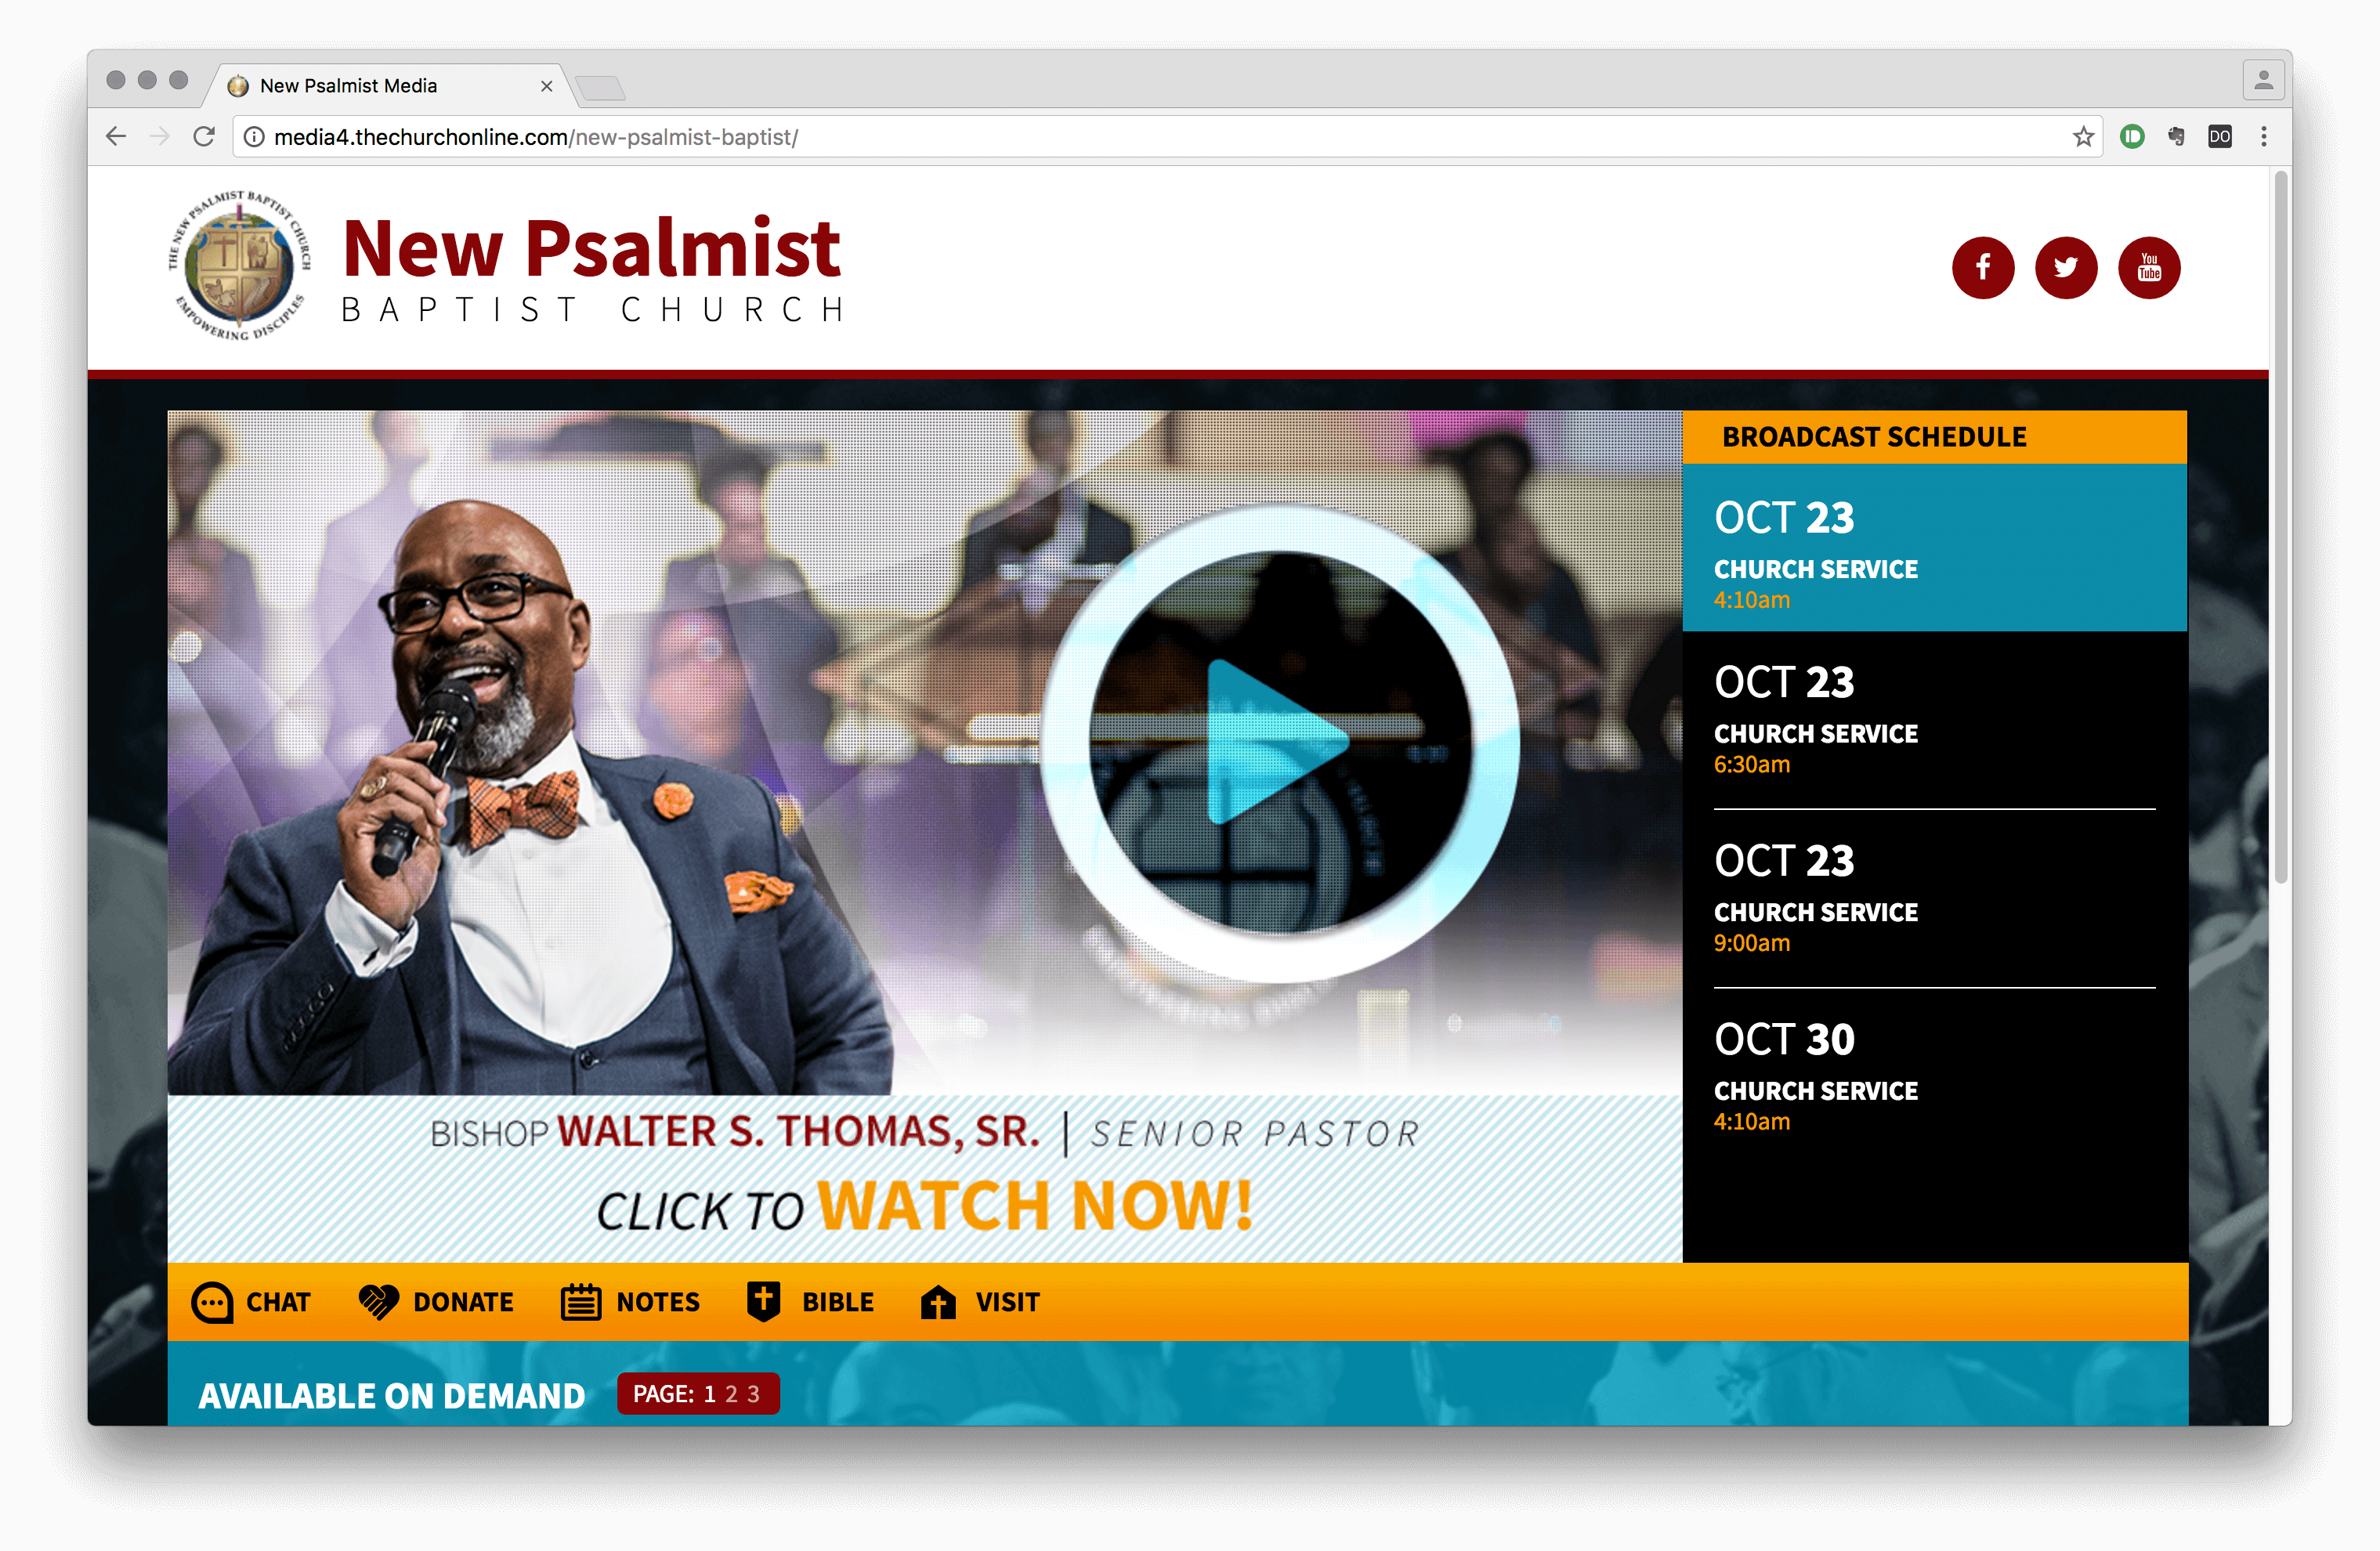 New Psalmist Media
media4.thechurchonline.com/new-psalmist-baptist/
DO
THE NEW PSALMIST BAPTIST CHURCH
EMPOWERING DISCIPLES
New Psalmist
BAPTIST CHURCH
You
Tube
BROADCAST SCHEDULE
OCT 23
CHURCH SERVICE
4:10am
OCT 23
CHURCH SERVICE
6:30am
OCT 23
CHURCH SERVICE
9:00am
OCT 30
CHURCH SERVICE
4:10am
BISHOP WALTER S. THOMAS, SR. | SENIOR PASTOR
CLICK TO WATCH NOW!
CHAT DONATE NOTES BIBLE VISIT
AVAILABLE ON DEMAND PAGE: 1 2 3